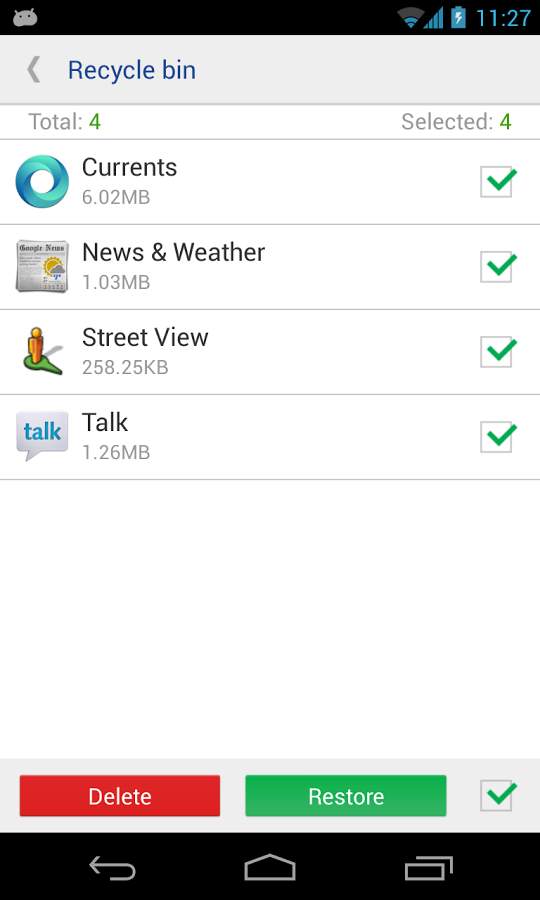 11:27
Recycle bin
Total: 4
Selected: 4
Currents
6.02MB
Google News
News & Weather
1.03MB
Street View
258.25KB
talk
Talk
1.26MB
Delete
Restore